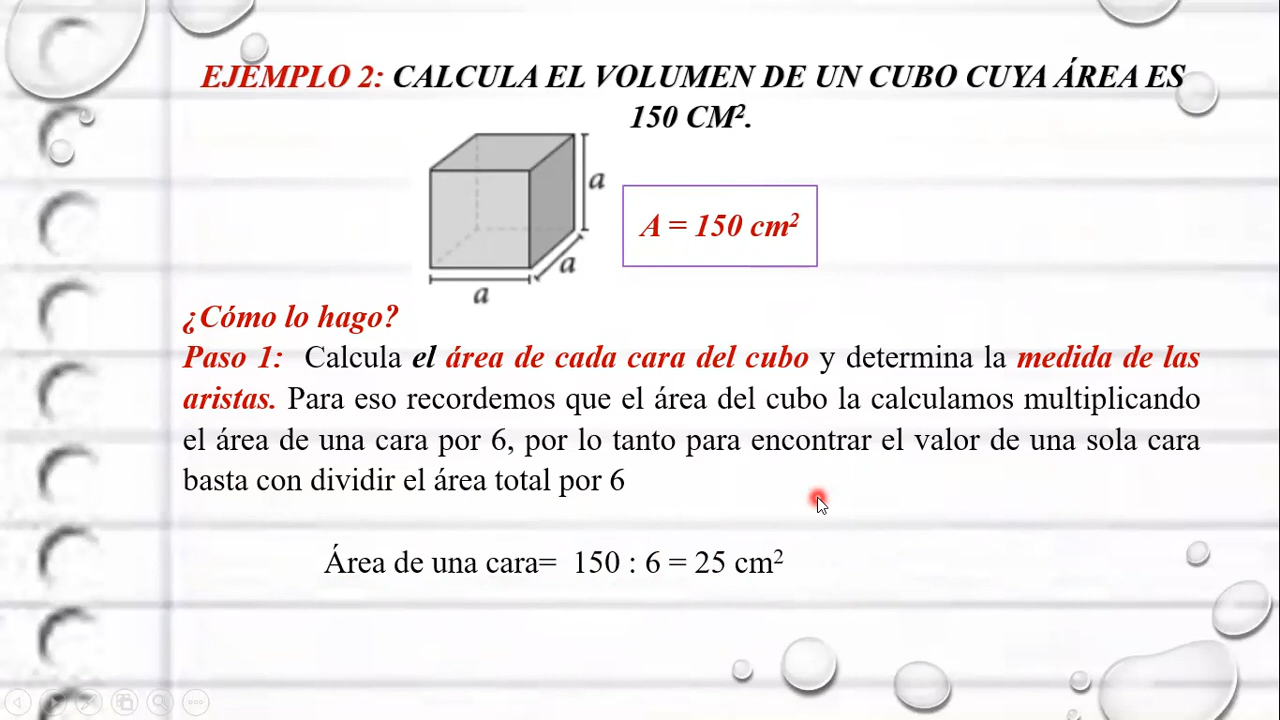 EJEMPLO 2: CALCULA EL VOLUMEN DE UN CUBO CUYA ÁREA ES
150 CM².
a
A = 150 cm²
a
a
¿Cómo lo hago?
Paso 1: Calcula el área de cada cara del cubo y determina la medida de las
aristas. Para eso recordemos que el área del cubo la calculamos multiplicando
el área de una cara por 6, por lo tanto para encontrar el valor de una sola cara
basta con dividir el área total por 6
Área de una cara= 150 : 6 = 25 cm²